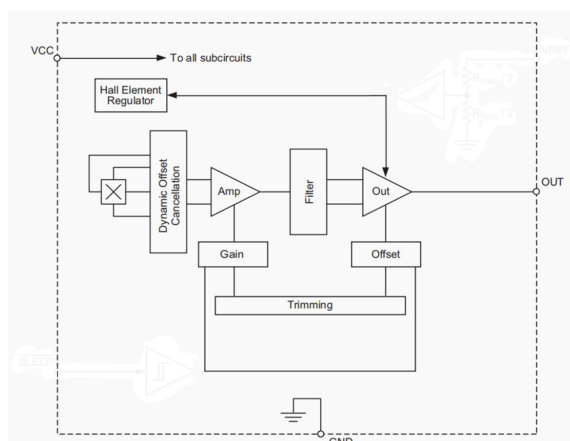 VCC
To all subcircuits
Hall Element
Regulator
Dynamic Offset
Cancellation
Amp
Filter
Out
OUT
Gain
Offset
Trimming
GND